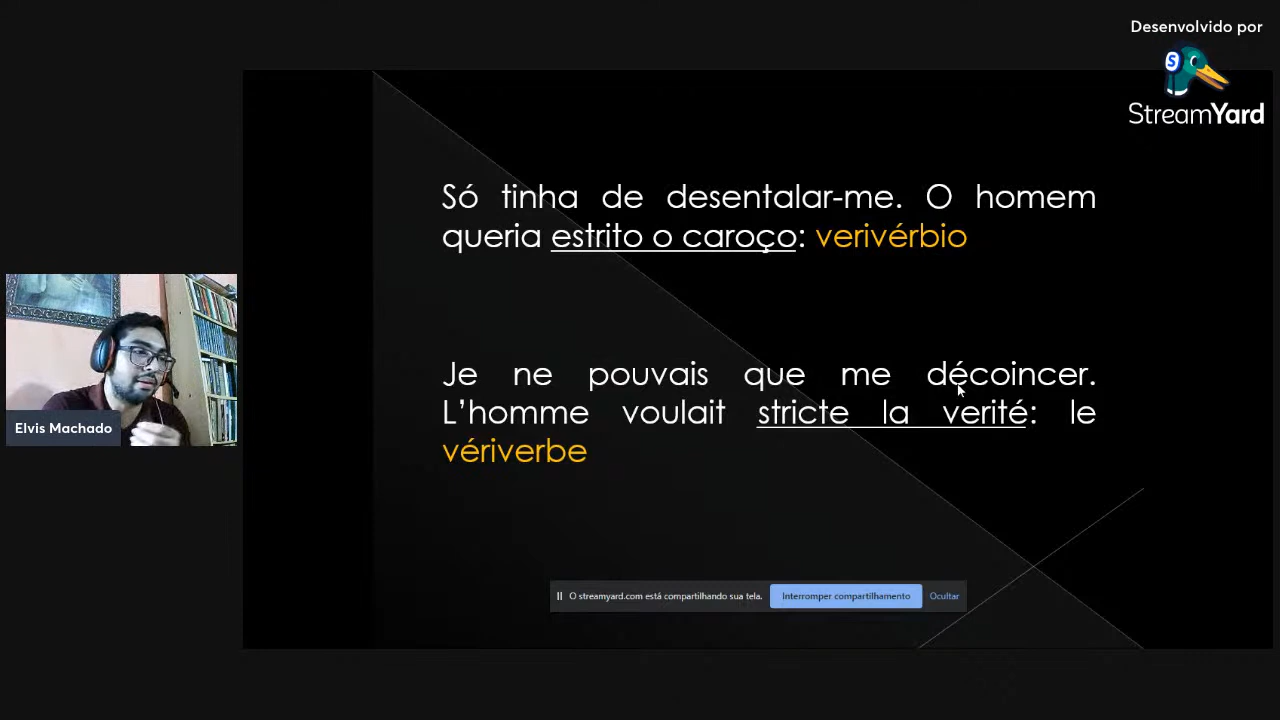 Desenvolvido por
StreamYard
Só tinha de desentalar-me. O homem
queria estrito o caroço: verivérbio
Je ne pouvais que me décoincer.
L’homme voulait stricte la verité: le
vériverbe
Elvis Machado
O streamyard.com está compartilhando sua tela. Interromper compartilhamento Ocultar